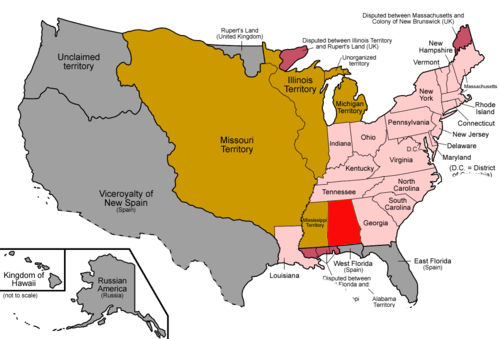 Rupert's Land
(United Kingdom)
Disputed between Illinois Territory
and Rupert's Land (UK)
Disputed between Massachusetts and
Colony of New Brunswick (UK)
Unclaimed
territory
Unorganized
territory
New
Hampshire
Vermont
Illinois
Territory
Michigan
Territory
Massachusetts
New
York
Rhode
Island
Connecticut
New Jersey
Delaware
Maryland
(D.C. = District
Pennsylvania
D.C.
Ohio
Indiana
Missouri
Territory
Virginia
Kentucky
Viceroyalty of
New Spain
(Spain)
Tennessee
North
Carolina
South
Carolina
Mississippi
Territory
Georgia
Louisiana
West Florida
(Spain)
East Florida
(Spain)
Disputed between
Florida and
Alabama
Territory
Kingdom of
Hawaii
(not to scale)
Russian
America
(Russia)